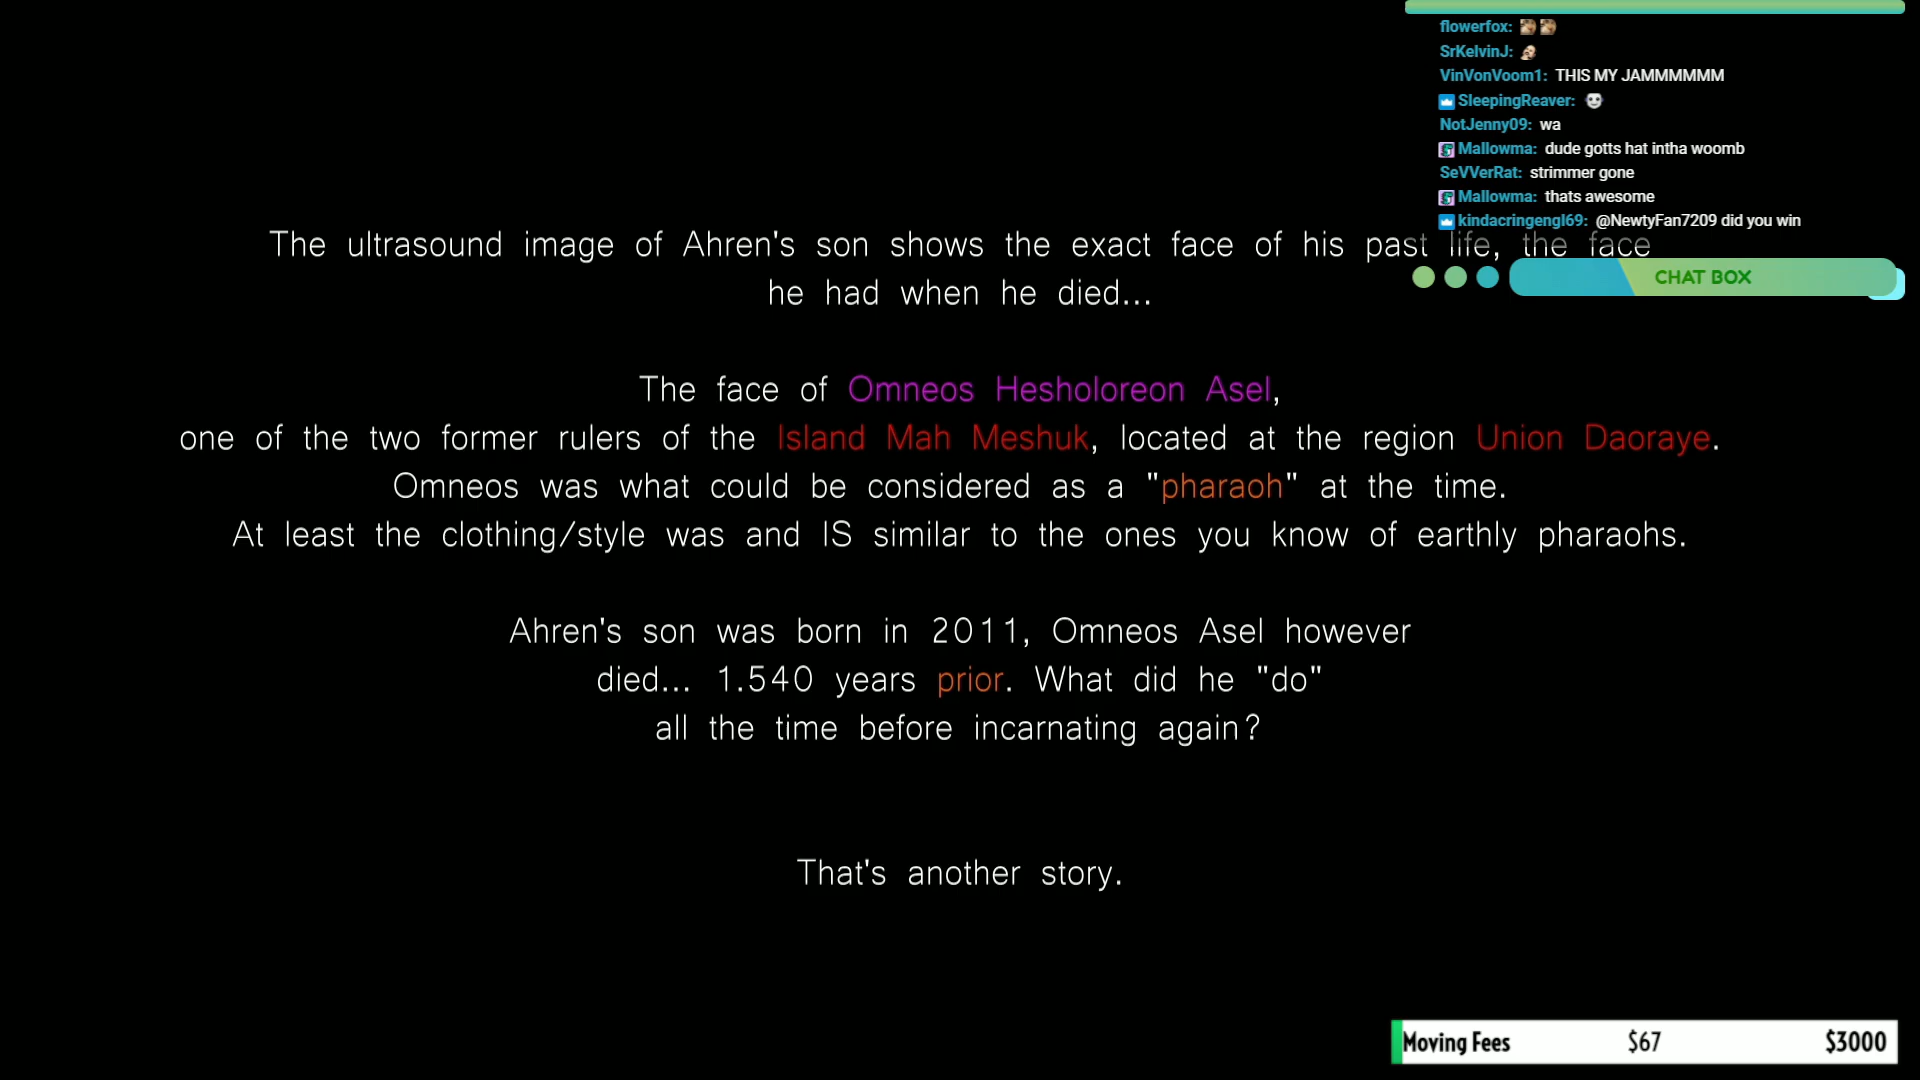 flowerfox:
SrKelvinJ:
VinVonVoom1: THIS MY JAMMMMMM
SleepingReaver:
NotJenny09: wa
Mallowma: dude gotts hat intha woomb
SeVVerRat: strimmer gone
Mallowma: thats awesome
kindacringengl69: @NewtyFan7209 did you win
CHAT BOX
The ultrasound image of Ahren's son shows the exact face of his past life, the face
he had when he died...
The face of Omneos Hesholoreon Asel,
one of the two former rulers of the Island Mah Meshuk, located at the region Union Daoraye.
Omneos was what could be considered as a "pharaoh" at the time.
At least the clothing/style was and IS similar to the ones you know of earthly pharaohs.
Ahren's son was born in 2011, Omneos Asel however
died... 1.540 years prior. What did he "do"
all the time before incarnating again?
That's another story.
Moving Fees $67 $3000